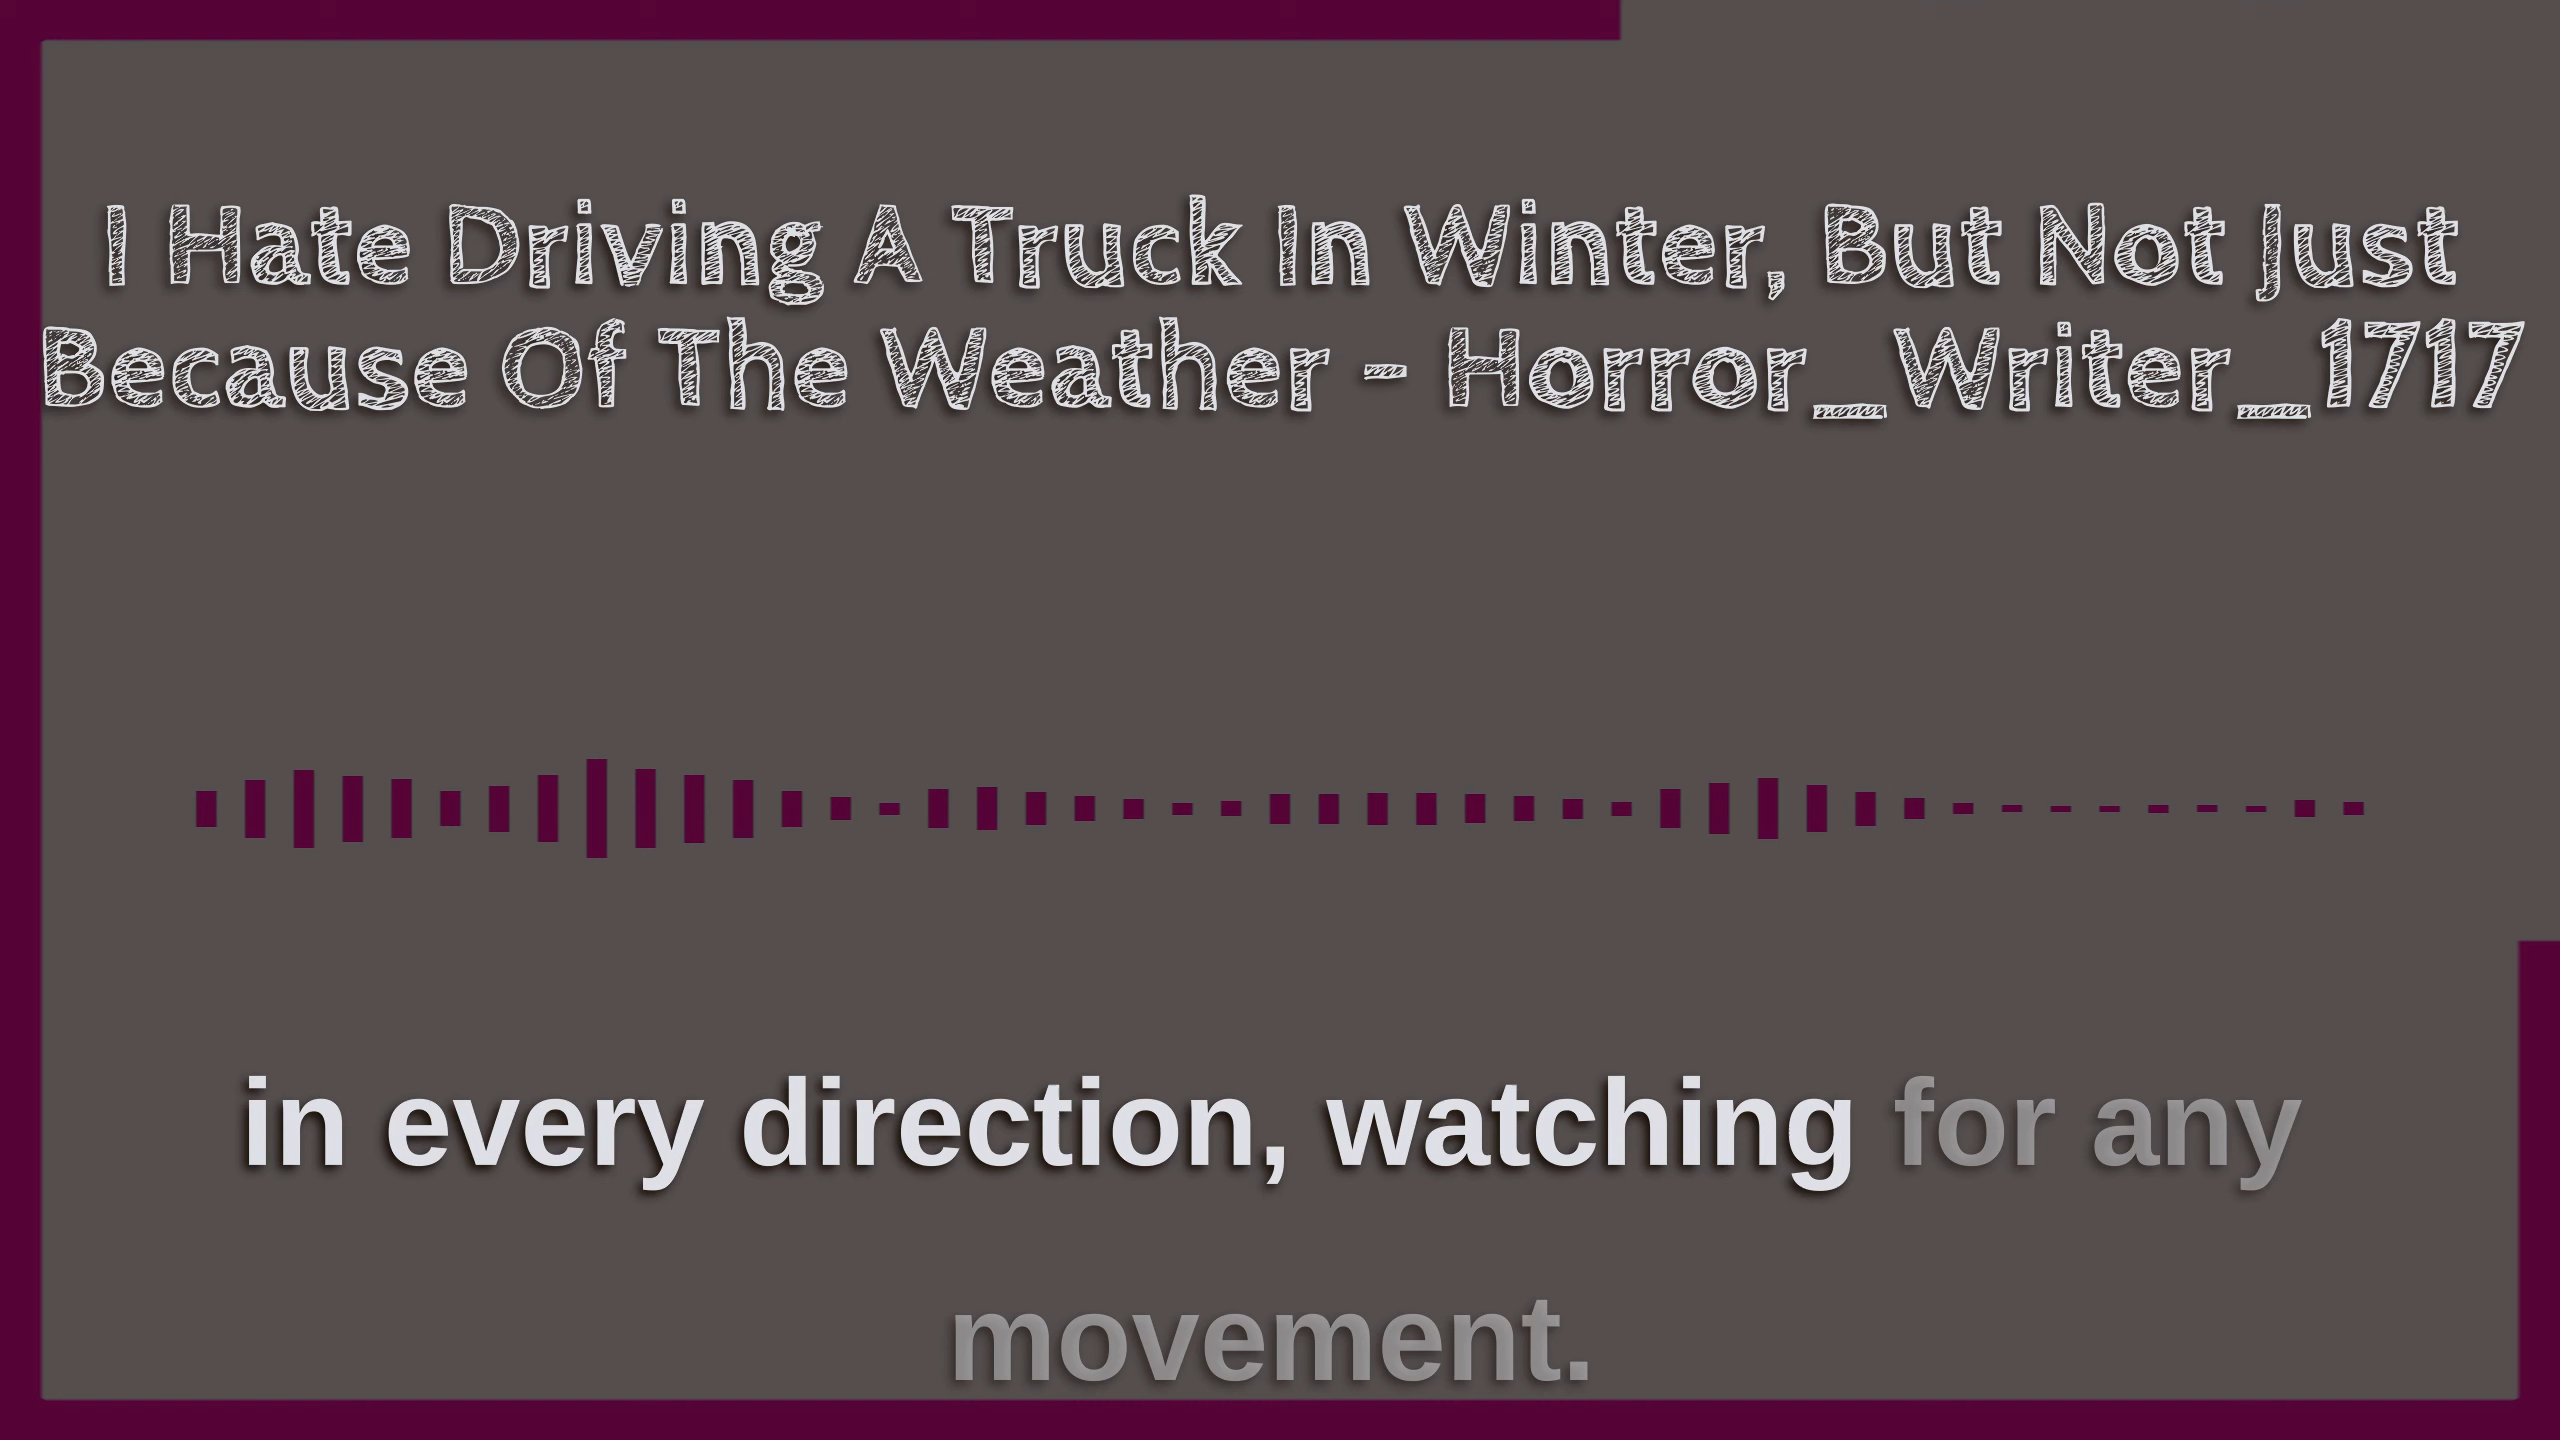 I Hate Driving A Truck In Winter, But Not Just
Because Of The Weather - Horror_Writer_1717
in every direction, watching for any
movement.